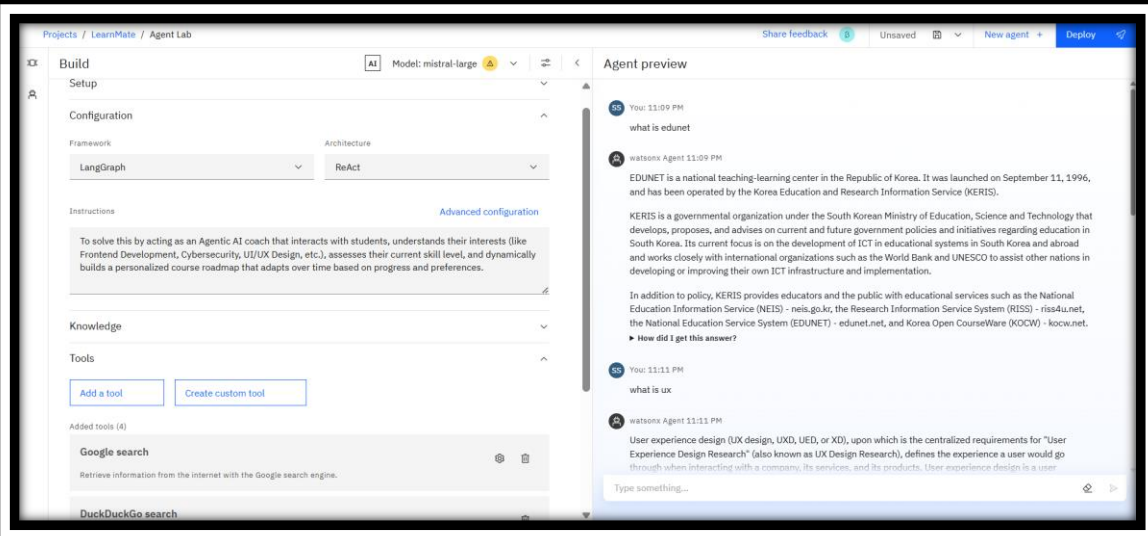 Projects / LearnMate / Agent Lab
Share feedback
Unsaved
New agent +
Deploy
Build
AI Model: mistral-large
Agent preview
Setup
Configuration
Framework
Architecture
LangGraph
ReAct
Instructions
Advanced configuration
To solve this by acting as an Agentic AI coach that interacts with students, understands their interests (like
Frontend Development, Cybersecurity, UI/UX Design, etc.), assesses their current skill level, and dynamically
builds a personalized course roadmap that adapts over time based on progress and preferences.
Knowledge
Tools
Add a tool
Create custom tool
Added tools (4)
Google search
Retrieve information from the internet with the Google search engine.
DuckDuckGo search
SS You: 11:09 PM
what is edunet
watsonx Agent 11:09 PM
EDUNET is a national teaching-learning center in the Republic of Korea. It was launched on September 11, 1996,
and has been operated by the Korea Education and Research Information Service (KERIS).
KERIS is a governmental organization under the South Korean Ministry of Education, Science and Technology that
develops, proposes, and advises on current and future government policies and initiatives regarding education in
South Korea. Its current focus is on the development of ICT in educational systems in South Korea and abroad
and works closely with international organizations such as the World Bank and UNESCO to assist other nations in
developing or improving their own ICT infrastructure and implementation.
In addition to policy, KERIS provides educators and the public with educational services such as the National
Education Information Service (NEIS) - neis.go.kr, the Research Information Service System (RISS) - riss4u.net,
the National Education Service System (EDUNET) - edunet.net, and Korea Open CourseWare (KOCW) - kocw.net.
How did I get this answer?
SS You: 11:11 PM
what is ux
watsonx Agent 11:11 PM
User experience design (UX design, UXD, UED, or XD), upon which is the centralized requirements for "User
Experience Design Research" (also known as UX Design Research), defines the experience a user would go
through when interacting with a company, its services, and its products. User experience design is a user
Type something...